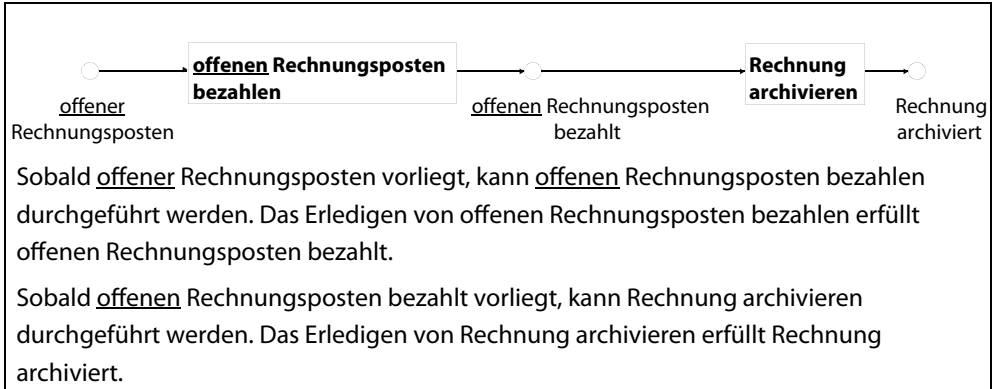 offenen Rechnungsposten
bezahlen
Rechnung
archivieren
offener
Rechnungsposten
offenen Rechnungsposten
bezahlt
Rechnung
archiviert
Sobald offener Rechnungsposten vorliegt, kann offenen Rechnungsposten bezahlen
durchgeführt werden. Das Erledigen von offenen Rechnungsposten bezahlen erfüllt
offenen Rechnungsposten bezahlt.
Sobald offenen Rechnungsposten bezahlt vorliegt, kann Rechnung archivieren
durchgeführt werden. Das Erledigen von Rechnung archivieren erfüllt Rechnung
archiviert.